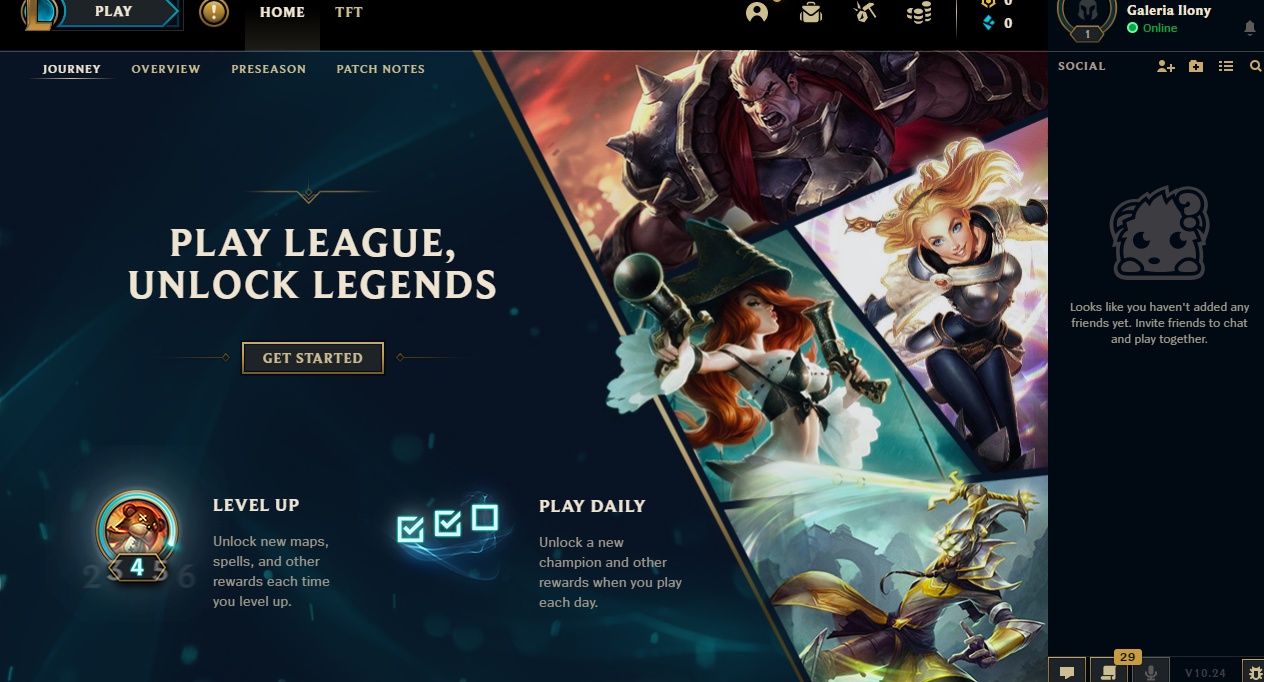 PLAY
HOME
TFT
0
0
Galeria Ilony
1
Online
JOURNEY
OVERVIEW
PRESEASON
PATCH NOTES
SOCIAL
PLAY LEAGUE,
UNLOCK LEGENDS
GET STARTED
Looks like you haven't added any
friends yet. Invite friends to chat
and play together.
LEVEL UP
Unlock new maps,
spells, and other
rewards each time
you level up.
2 3 4 5 6
PLAY DAILY
Unlock a new
champion and other
rewards when you play
each day.
29
V10.24